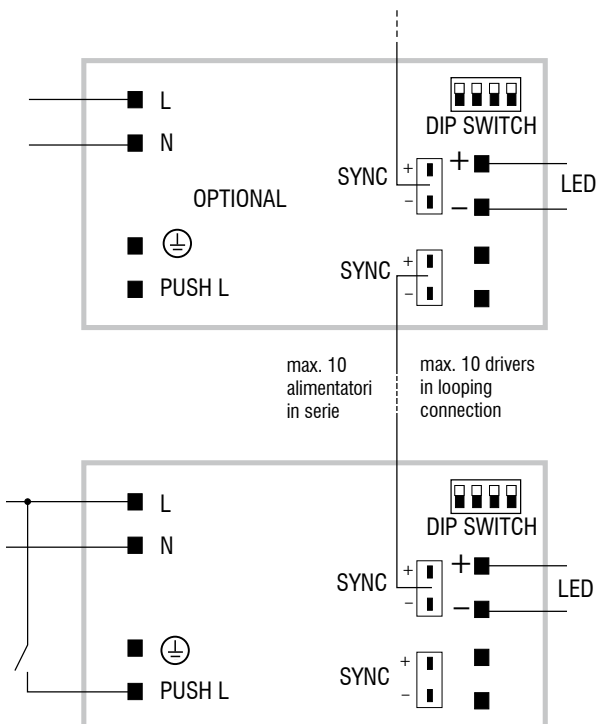 L
N
OPTIONAL
PUSH L
DIP SWITCH
SYNC
+
–
+
–
LED
SYNC
+
–
max. 10
alimentatori
in serie
max. 10 drivers
in looping
connection
L
N
PUSH L
DIP SWITCH
SYNC
+
–
+
–
LED
SYNC
+
–